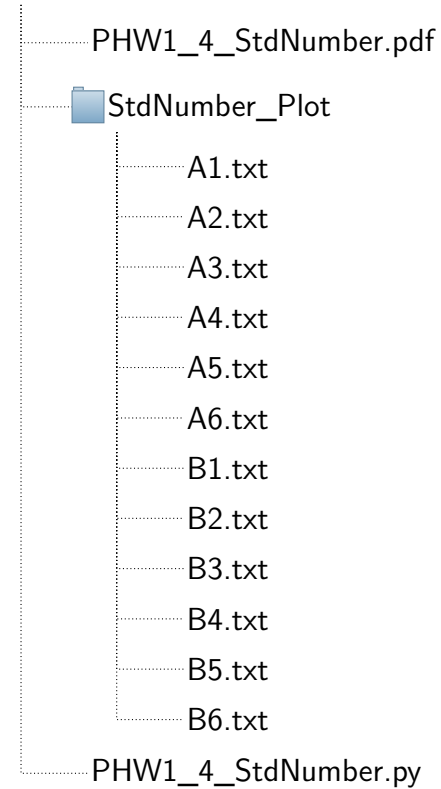 PHW1_4_StdNumber.pdf
StdNumber_Plot
A1.txt
A2.txt
A3.txt
A4.txt
A5.txt
A6.txt
B1.txt
B2.txt
B3.txt
B4.txt
B5.txt
B6.txt
PHW1_4_StdNumber.py